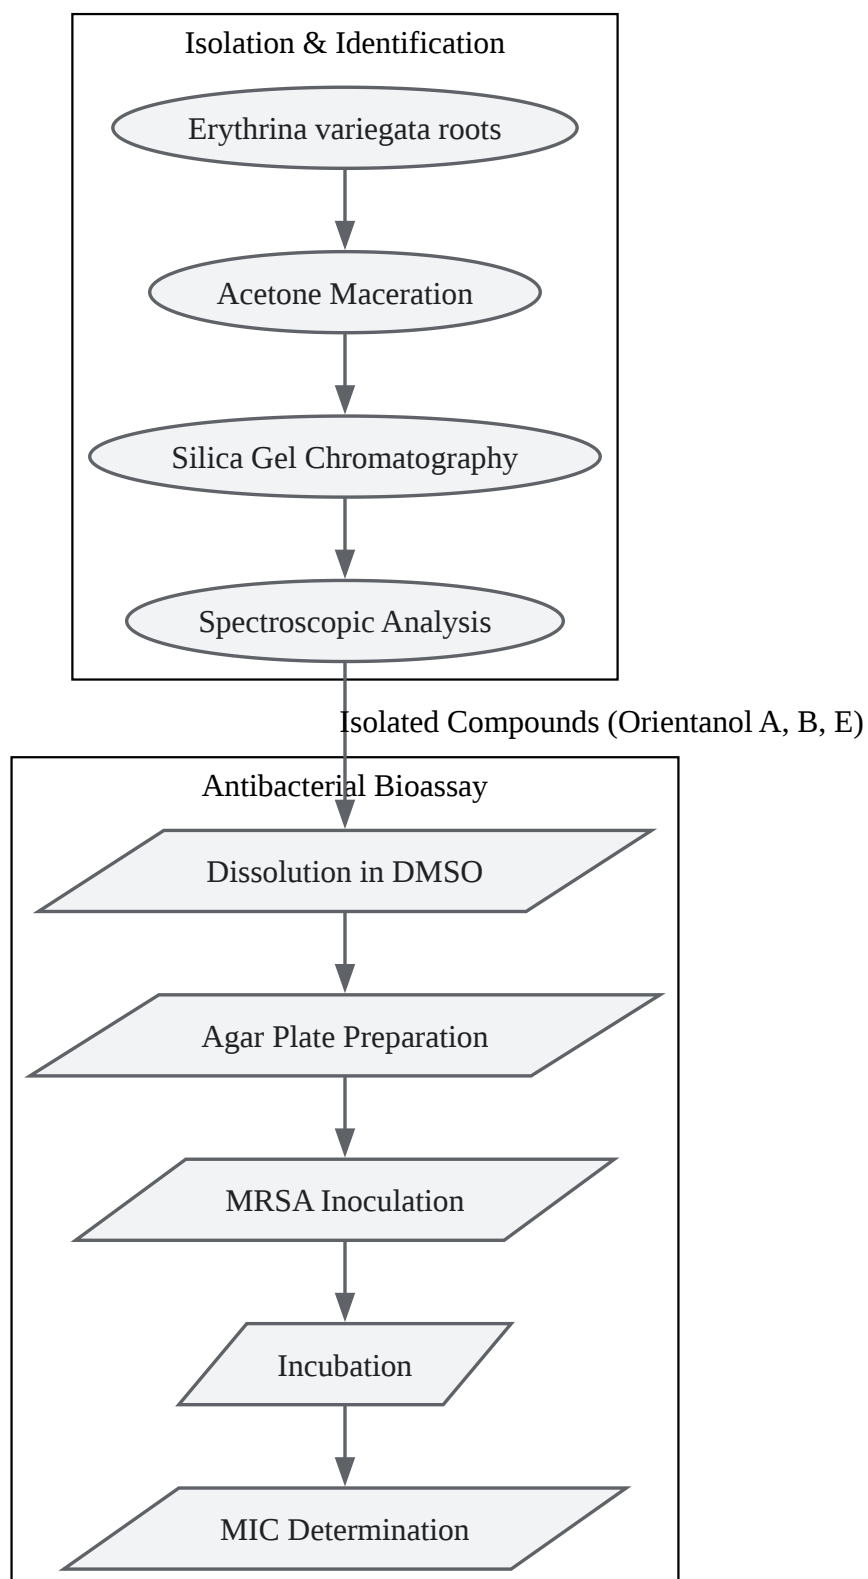 Isolation & Identification
Erythrina variegata roots
Acetone Maceration
Silica Gel Chromatography
Spectroscopic Analysis
Isolated Compounds (Orientanol A, B, E)
Antibacterial Bioassay
Dissolution in DMSO
Agar Plate Preparation
MRSA Inoculation
Incubation
MIC Determination